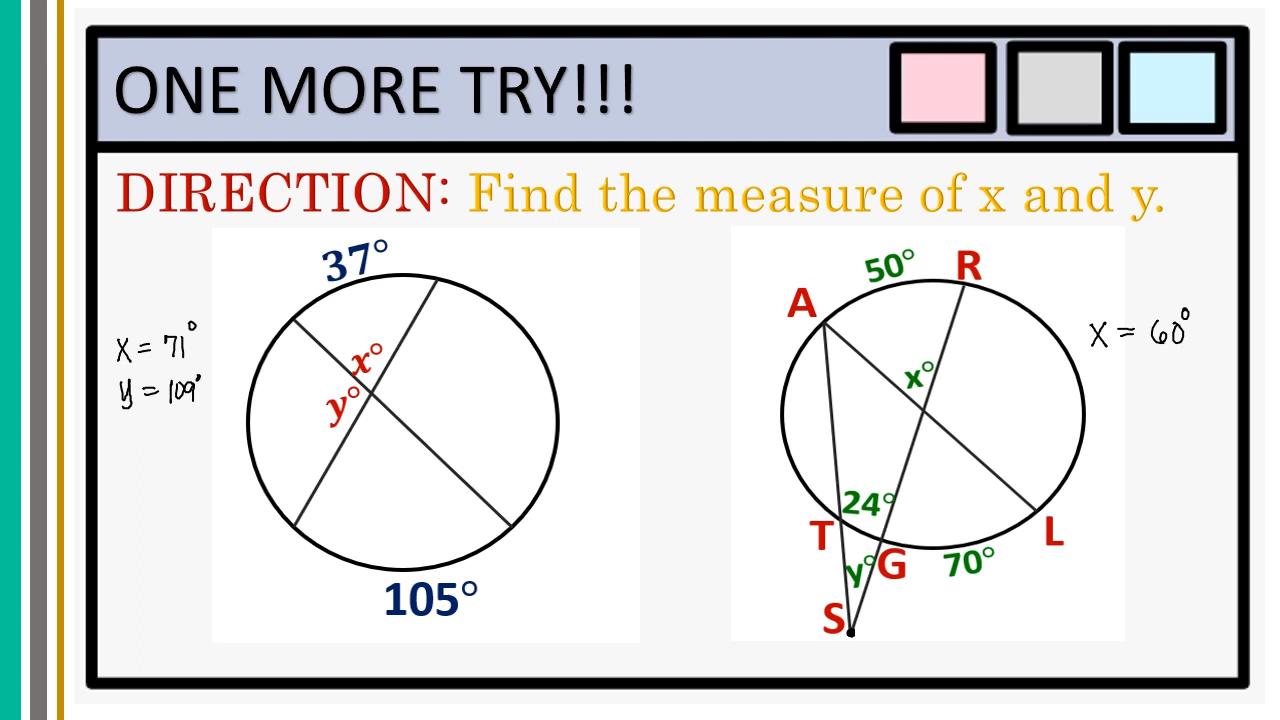 ONE MORE TRY!!!
DIRECTION: Find the measure of x and y.
37°
x = 71°
y = 109°
x°
y°
105°
50°
R
A
x = 60°
x°
24°
T
L
y°
G
70°
S